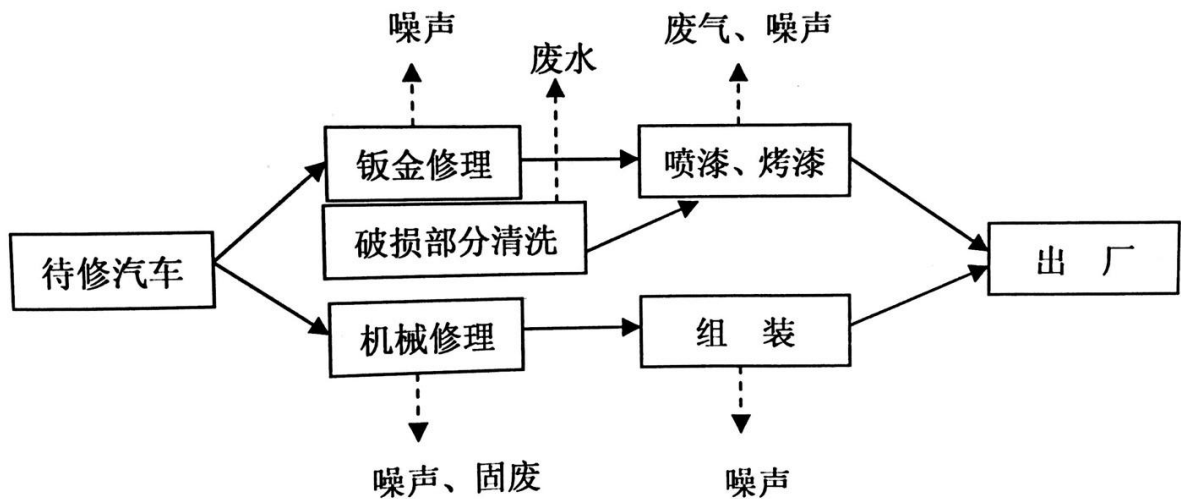 噪声
废气、噪声
废水
钣金修理
喷漆、烤漆
破损部分清洗
待修汽车
出 厂
机械修理
组 装
噪声、固废
噪声